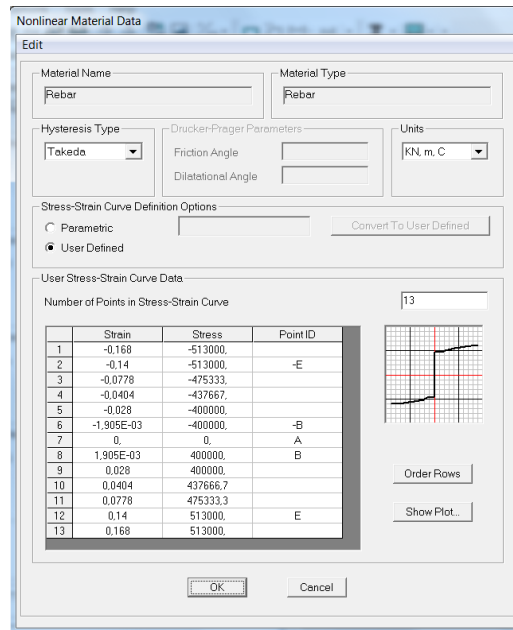 Nonlinear Material Data
Edit
Material Name
Rebar
Material Type
Rebar
Hysteresis Type
Takeda
Drucker-Prager Parameters
Friction Angle
Dilatational Angle
Units
KN, m, C
Stress-Strain Curve Definition Options
Parametric
User Defined
Convert To User Defined
User Stress-Strain Curve Data
Number of Points in Stress-Strain Curve
13
Strain Stress Point ID
1 -0,168 -513000,
2 -0,14 -513000, -E
3 -0,0778 -475333,
4 -0,0404 -437667,
5 -0,028 -400000,
6 -1,905E-03 -400000, -B
7 0, 0, A
8 1,905E-03 400000, B
9 0,028 400000,
10 0,0404 437666,7
11 0,0778 475333,3
12 0,14 513000, E
13 0,168 513000,
Order Rows
Show Plot...
OK
Cancel